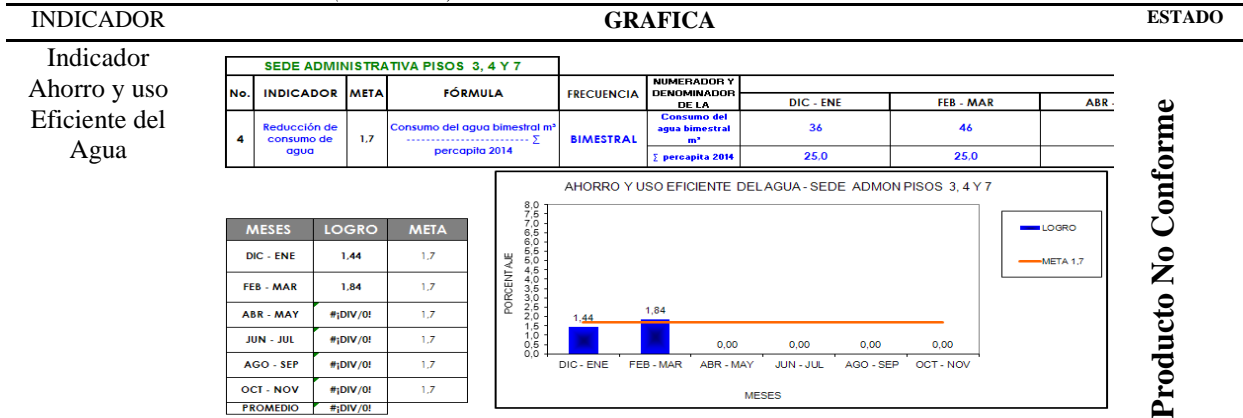 INDICADOR GRAFICA ESTADO
Indicador
Ahorro y uso
Eficiente del
Agua
SEDE ADMINISTRATIVA PISOS 3, 4 Y 7
No. INDICADOR META FÓRMULA FRECUENCIA NUMERADOR Y DENOMINADOR DE LA DIC - ENE FEB - MAR ABR -
4 Reducción de consumo de agua 1,7 Consumo del agua bimestral m³ ------------------------- Σ percapita 2014 BIMESTRAL Consumo del agua bimestral m³ 36 46
Σ percapita 2014 25.0 25.0
MESES LOGRO META
DIC - ENE 1,44 1,7
FEB - MAR 1,84 1,7
ABR - MAY #¡DIV/0! 1,7
JUN - JUL #¡DIV/0! 1,7
AGO - SEP #¡DIV/0! 1,7
OCT - NOV #¡DIV/0! 1,7
PROMEDIO #¡DIV/0!
AHORRO Y USO EFICIENTE DEL AGUA - SEDE ADMON PISOS 3, 4 Y 7
PORCENTAJE
8,0
7,5
7,0
6,5
6,0
5,5
5,0
4,5
4,0
3,5
3,0
2,5
2,0
1,5
1,0
0,5
0,0
1,44 1,84 0,00 0,00 0,00 0,00
DIC - ENE FEB - MAR ABR - MAY JUN - JUL AGO - SEP OCT - NOV
MESES
LOGRO
META 1,7
Producto No Conforme